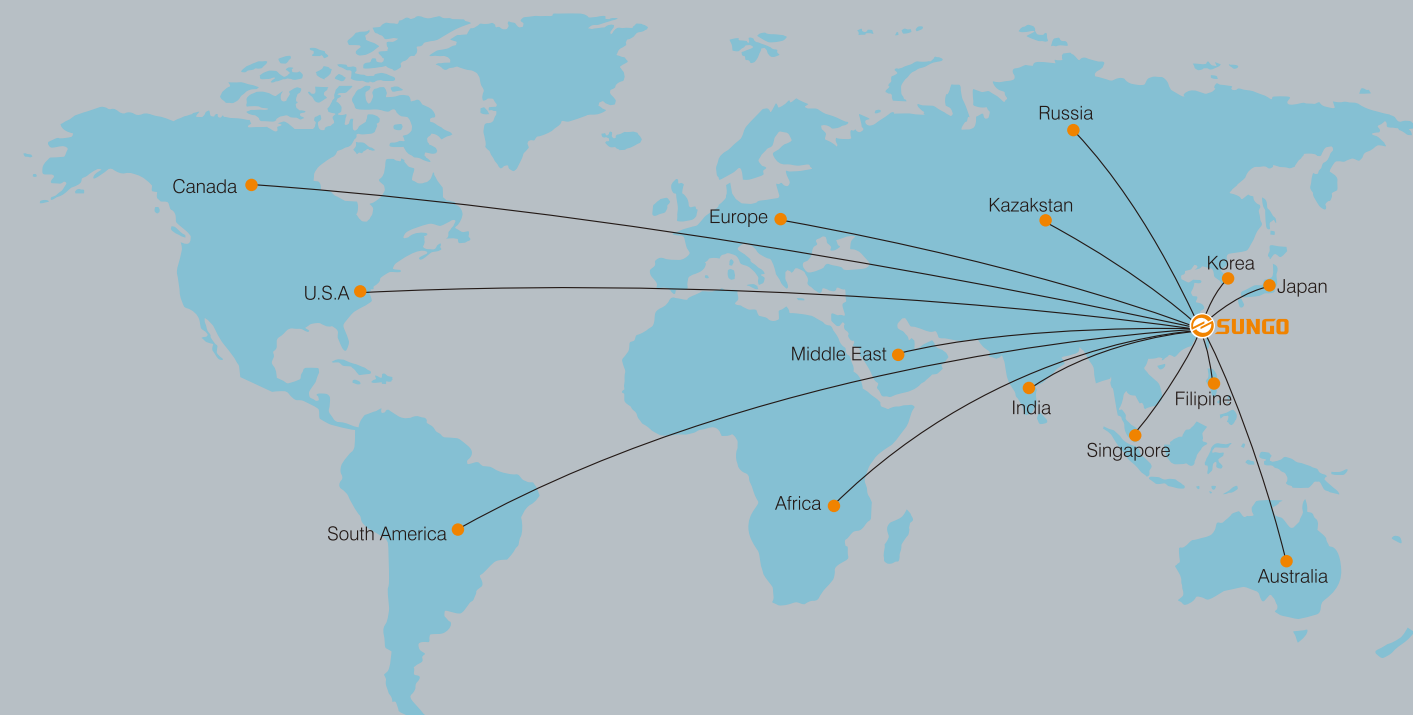 Russia
Canada
Kazakstan
Europe
Korea
Japan
U.S.A
SUNGO
Middle East
Filipine
India
Singapore
Africa
South America
Australia